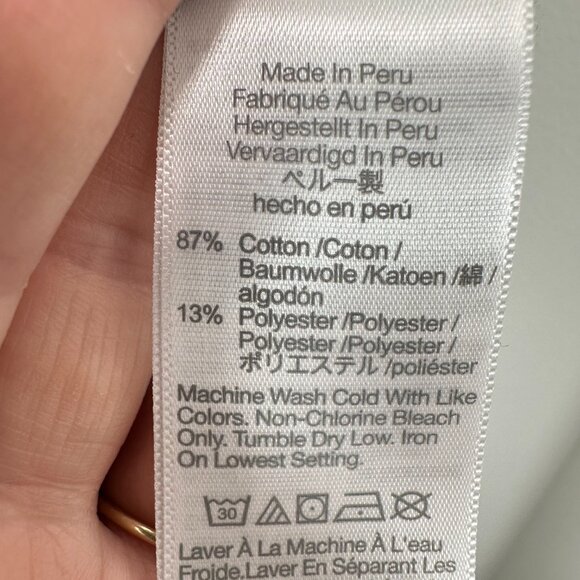 Made In Peru
Fabriqué Au Pérou
Hergestellt In Peru
Vervaardigd In Peru
ペルー製
hecho en perú
87% Cotton /Coton /
Baumwolle /Katoen /綿 /
algodón
13% Polyester /Polyester /
Polyester /Polyester /
ポリエステル /poliéster
Machine Wash Cold With Like
Colors. Non-Chlorine Bleach
Only. Tumble Dry Low. Iron
On Lowest Setting.
30
Laver À La Machine À L'eau
Froide.Laver En Séparant Les